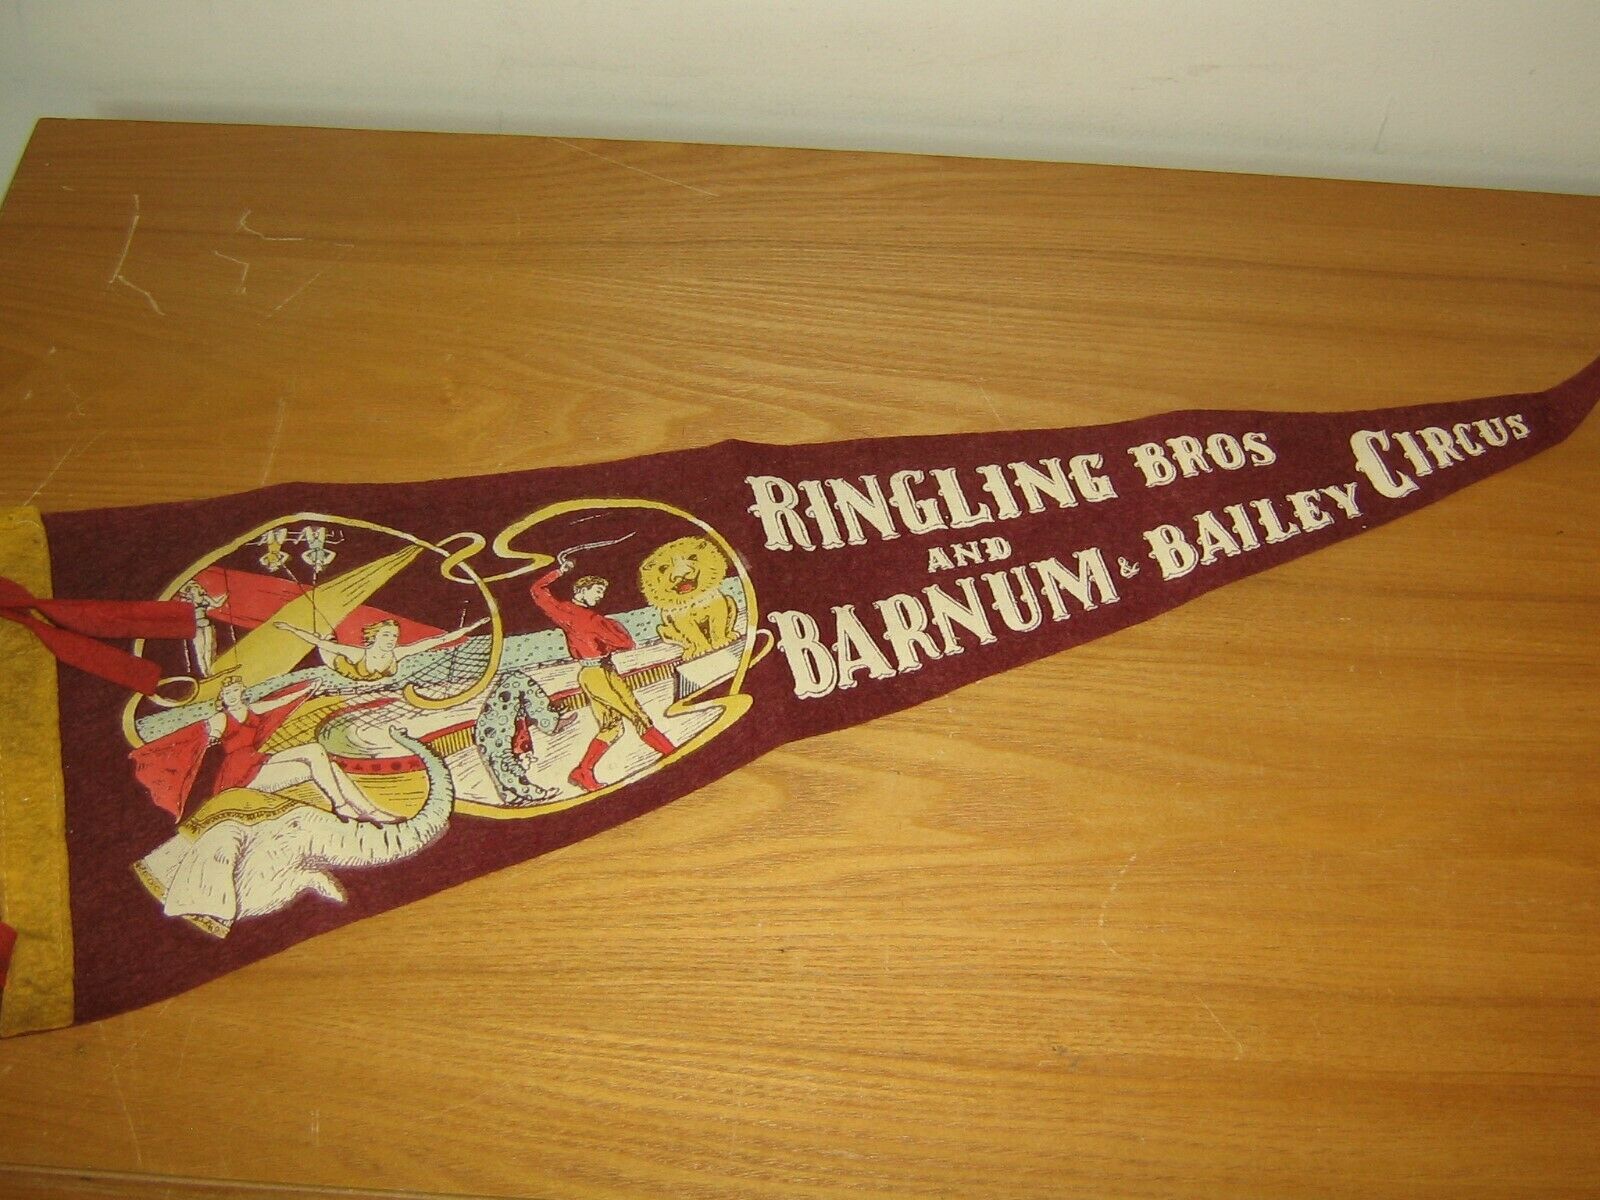 RINGLING BROS
AND
BARNUM & BAILEY CIRCUS